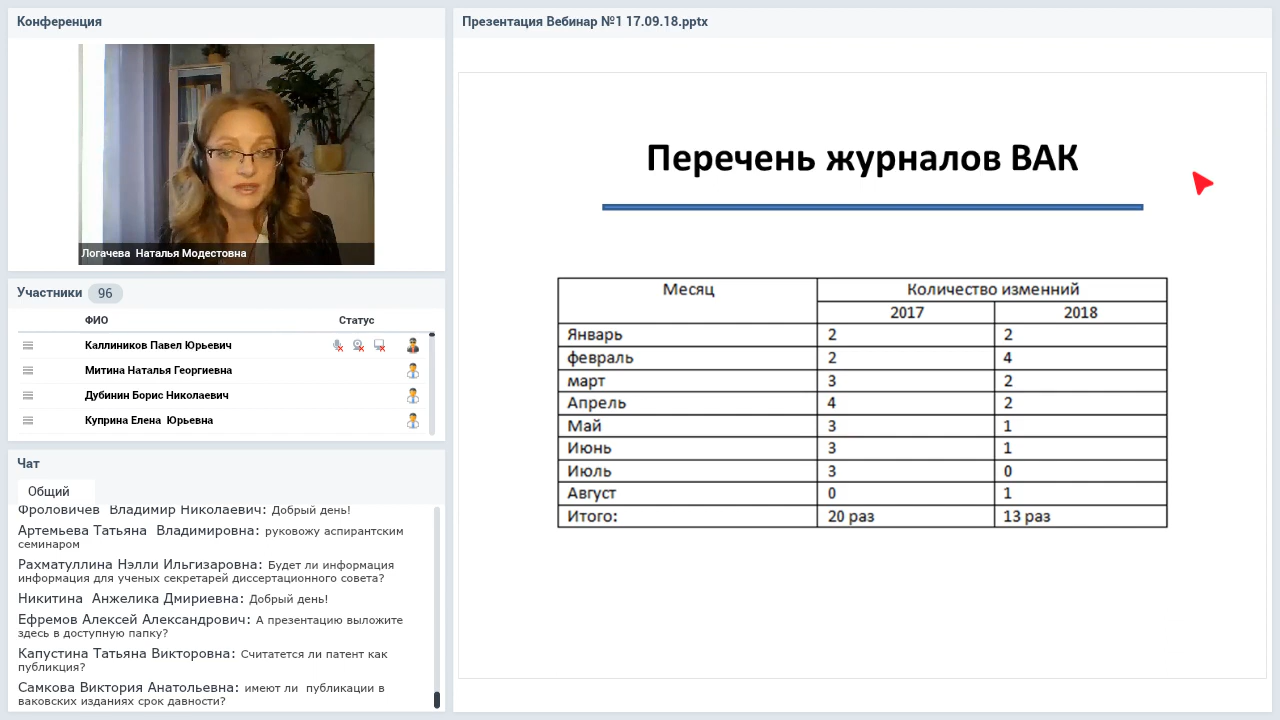 Конференция
Логачева Наталья Модестовна
Участники 96
ФИО Статус
Каллиников Павел Юрьевич
Митина Наталья Георгиевна
Дубинин Борис Николаевич
Куприна Елена Юрьевна
Чат
Общий
Фроловичев Владимир Николаевич: Добрый день!
Артемьева Татьяна Владимировна: руковожу аспирантским
семинаром
Рахматуллина Нэлли Ильгизаровна: Будет ли информация
информация для ученых секретарей диссертационного совета?
Никитина Анжелика Дмириевна: Добрый день!
Ефремов Алексей Александрович: А презентацию выложите
здесь в доступную папку?
Капустина Татьяна Викторовна: Считатется ли патент как
публикция?
Самкова Виктория Анатольевна: имеют ли публикации в
ваковских изданиях срок давности?
Презентация Вебинар №1 17.09.18.pptx
Перечень журналов ВАК
Месяц Количество изменний
2017 2018
Январь 2 2
февраль 2 4
март 3 2
Апрель 4 2
Май 3 1
Июнь 3 1
Июль 3 0
Август 0 1
Итого: 20 раз 13 раз